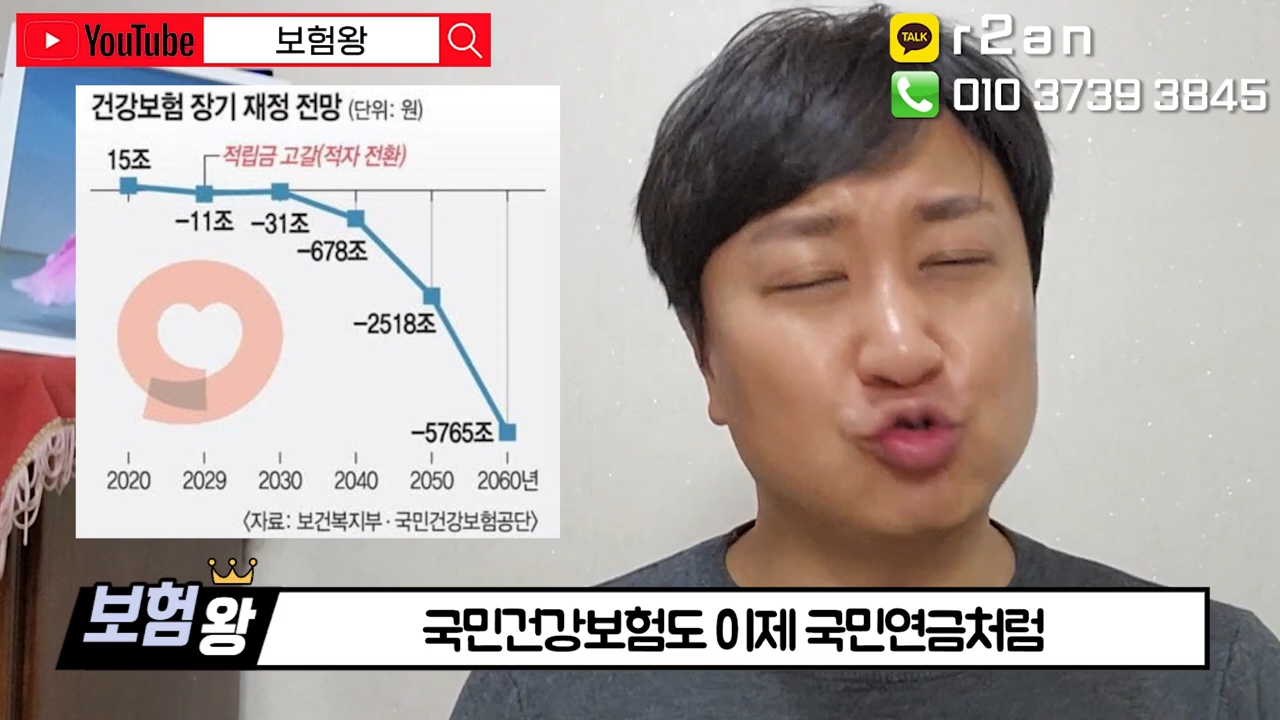 YouTube 보험왕
TALK r2an
010 3739 3845
건강보험 장기 재정 전망 (단위: 원)
15조
적립금 고갈(적자 전환)
-11조
-31조
-678조
-2518조
-5765조
2020 2029 2030 2040 2050 2060년
〈자료: 보건복지부·국민건강보험공단〉
보험왕
국민건강보험도 이제 국민연금처럼